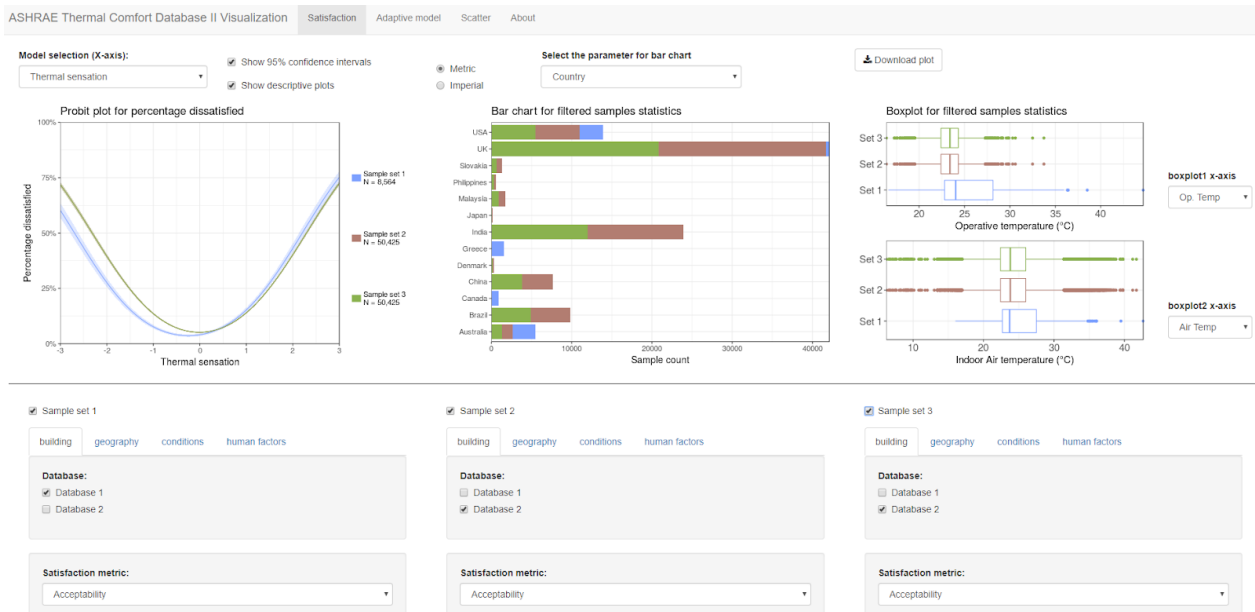 ASHRAE Thermal Comfort Database II Visualization Satisfaction Adaptive model Scatter About
Model selection (X-axis):
Thermal sensation
Show 95% confidence intervals
Show descriptive plots
Metric
Imperial
Select the parameter for bar chart
Country
Download plot
Probit plot for percentage dissatisfied
100%
75%
50%
25%
0%
Percentage dissatisfied
-3 -2 -1 0 1 2 3
Thermal sensation
Sample set 1
N = 8,564
Sample set 2
N = 50,425
Sample set 3
N = 50,425
Bar chart for filtered samples statistics
USA
UK
Slovakia
Philippines
Malaysia
Japan
India
Greece
Denmark
China
Canada
Brazil
Australia
0 10000 20000 30000 40000
Sample count
Boxplot for filtered samples statistics
Set 3
Set 2
Set 1
20 25 30 35 40
Operative temperature (°C)
boxplot1 x-axis
Op. Temp
Set 3
Set 2
Set 1
10 20 30 40
Indoor Air temperature (°C)
boxplot2 x-axis
Air Temp
Sample set 1
building geography conditions human factors
Database:
Database 1
Database 2
Satisfaction metric:
Acceptability
Sample set 2
building geography conditions human factors
Database:
Database 1
Database 2
Satisfaction metric:
Acceptability
Sample set 3
building geography conditions human factors
Database:
Database 1
Database 2
Satisfaction metric:
Acceptability